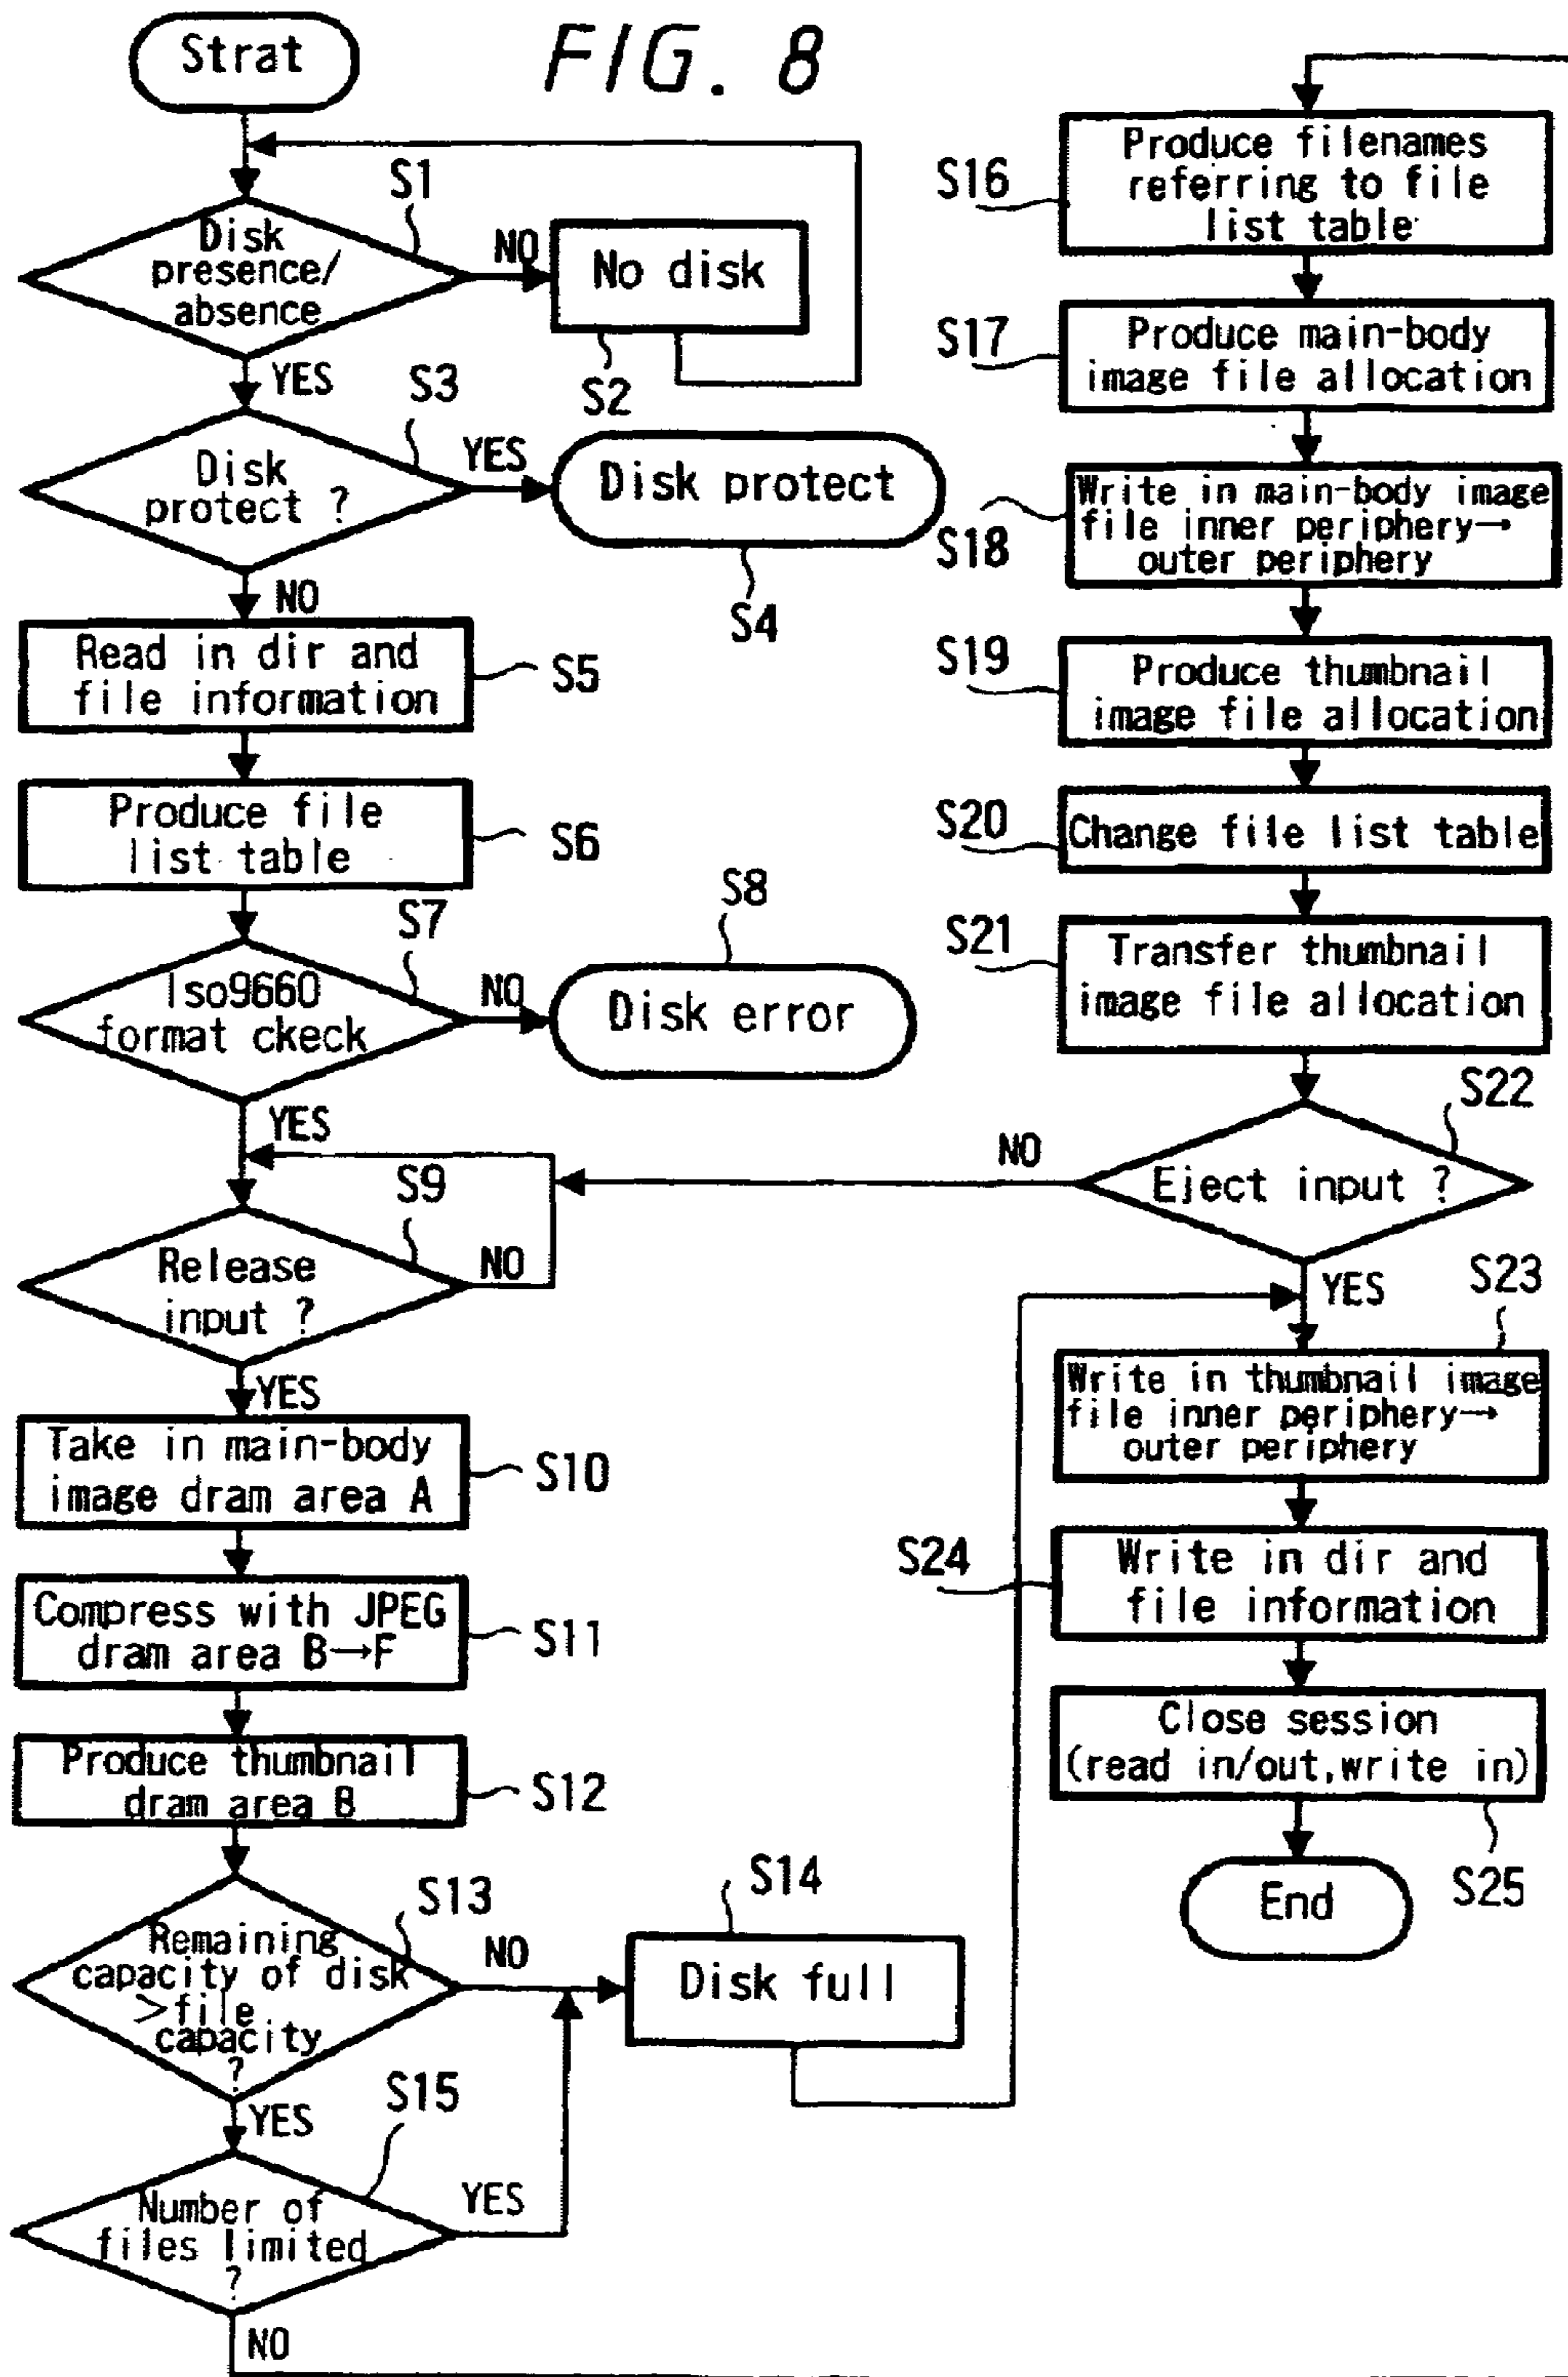 FIG. 8
Strat
S1
Disk
presence/
absence
NO
No disk
S2
YES
S3
Disk
protect ?
YES
Disk protect
S4
NO
Read in dir and
file information
S5
Produce file
list table
S6
S7
Iso9660
format ckeck
NO
S8
Disk error
YES
S9
Release
input ?
NO
YES
Take in main-body
image dram area A
S10
Compress with JPEG
dram area B→F
S11
Produce thumbnail
dram area B
S12
S13
Remaining
capacity of disk
>file
capacity
?
NO
S14
Disk full
YES
S15
Number of
files limited
?
YES
NO
S16
Produce filenames
referring to file
list table
S17
Produce main-body
image file allocation
S18
Write in main-body image
file inner periphery→
outer periphery
S19
Produce thumbnail
image file allocation
S20
Change file list table
S21
Transfer thumbnail
image file allocation
S22
Eject input ?
NO
YES
S23
Write in thumbnail image
file inner periphery→
outer periphery
S24
Write in dir and
file information
Close session
(read in/out,write in)
S25
End